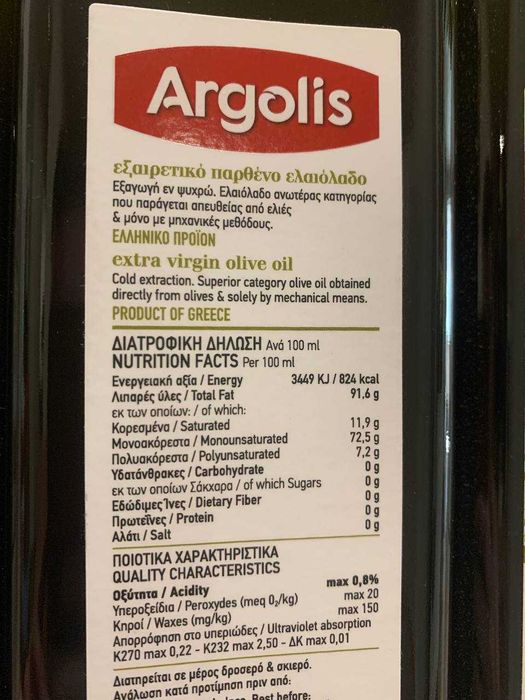 Argolis
εξαιρετικό παρθένο ελαιόλαδο
Εξαγωγή εν ψυχρώ. Ελαιόλαδο ανωτέρας κατηγορίας
που παράγεται απευθείας από ελιές
& μόνο με μηχανικές μεθόδους.
ΕΛΛΗΝΙΚΟ ΠΡΟΪΟΝ
extra virgin olive oil
Cold extraction. Superior category olive oil obtained
directly from olives & solely by mechanical means.
PRODUCT OF GREECE
ΔΙΑΤΡΟΦΙΚΗ ΔΗΛΩΣΗ Ανά 100 ml
NUTRITION FACTS Per 100 ml
Ενεργειακή αξία / Energy 3449 KJ / 824 kcal
Λιπαρές ύλες / Total Fat 91,6 g
εκ των οποίων: / of which:
Κορεσμένα / Saturated 11,9 g
Μονοακόρεστα / Monounsaturated 72,5 g
Πολυακόρεστα / Polyunsaturated 7,2 g
Υδατάνθρακες / Carbohydrate 0 g
εκ των οποίων Σάκχαρα / of which Sugars 0 g
Εδώδιμες Ίνες / Dietary Fiber 0 g
Πρωτεΐνες / Protein 0 g
Αλάτι / Salt 0 g
ΠΟΙΟΤΙΚΑ ΧΑΡΑΚΤΗΡΙΣΤΙΚΑ
QUALITY CHARACTERISTICS
Οξύτητα / Acidity max 0,8%
Υπεροξείδια / Peroxydes (meq O₂/kg) max 20
Κηροί / Waxes (mg/kg) max 150
Απορρόφηση στο υπεριώδες / Ultraviolet absorption
K270 max 0,22 - K232 max 2,50 - ΔK max 0,01
Διατηρείται σε μέρος δροσερό & σκιερό.
Ανάλωση κατά προτίμηση πριν από:
Best before: